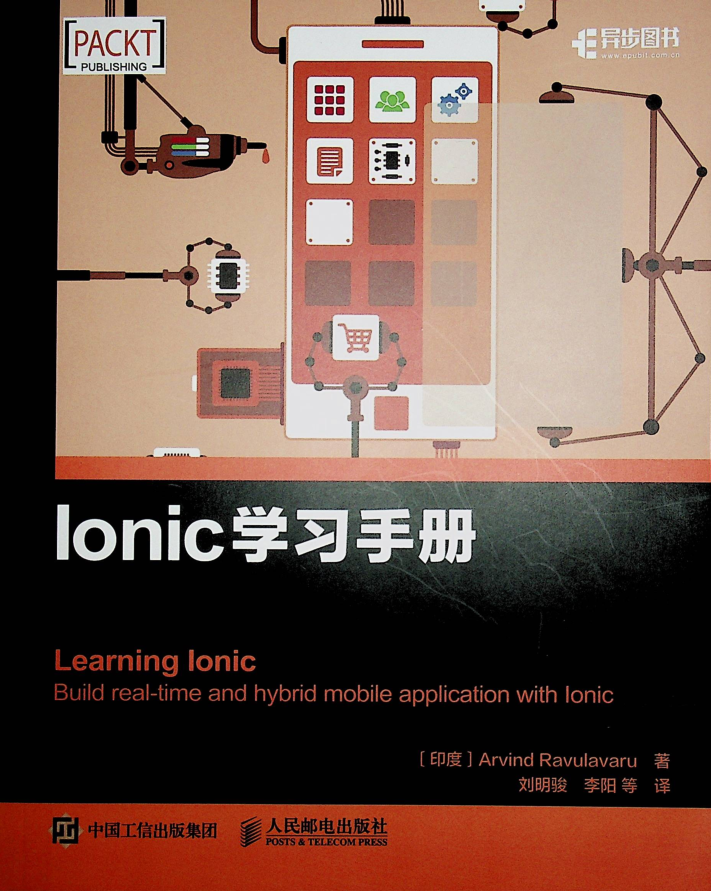 PACKT
PUBLISHING
异步图书
www.epubit.com.cn
Ionic学习手册
Learning Ionic
Build real-time and hybrid mobile application with Ionic
[印度] Arvind Ravulavaru 著
刘明骏 李阳 等 译
中国工信出版集团
人民邮电出版社
POSTS & TELECOM PRESS